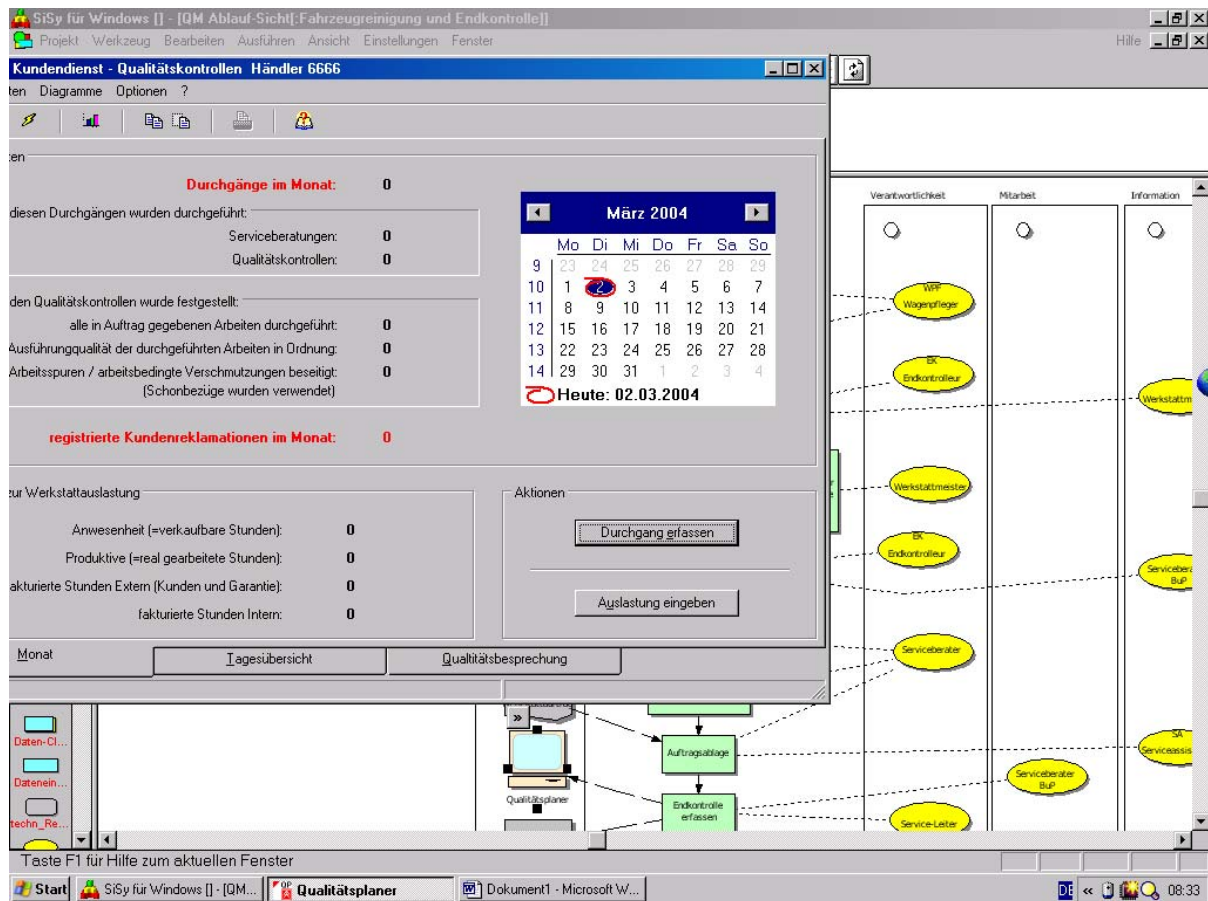 SiSy für Windows [] - [QM Ablauf-Sicht[:Fahrzeugreinigung und Endkontrolle]]
Projekt Werkzeug Bearbeiten Ausführen Ansicht Einstellungen Fenster Hilfe
Kundendienst - Qualitätskontrollen Händler 6666
ten Diagramme Optionen ?
ten
Durchgänge im Monat: 0
diesen Durchgängen wurden durchgeführt:
Serviceberatungen: 0
Qualitätskontrollen: 0
den Qualitätskontrollen wurde festgestellt:
alle in Auftrag gegebenen Arbeiten durchgeführt: 0
Ausführungqualität der durchgeführten Arbeiten in Ordnung: 0
Arbeitsspuren / arbeitsbedingte Verschmutzungen beseitigt: 0
(Schonbezüge wurden verwendet)
registrierte Kundenreklamationen im Monat: 0
März 2004
Mo Di Mi Do Fr Sa So
9 23 24 25 26 27 28 29
10 1 2 3 4 5 6 7
11 8 9 10 11 12 13 14
12 15 16 17 18 19 20 21
13 22 23 24 25 26 27 28
14 29 30 31 1 2 3 4
Heute: 02.03.2004
zur Werkstattauslastung
Anwesenheit (=verkaufbare Stunden): 0
Produktive (=real gearbeitete Stunden): 0
akturierte Stunden Extern (Kunden und Garantie): 0
fakturierte Stunden Intern: 0
Aktionen
Durchgang erfassen
Auslastung eingeben
Monat
Tagesübersicht
Qualtitätsbesprechung
Verantwortlichkeit
Mitarbeit
Information
WPF
Wagenpfleger
EK
Endkontrolleur
Werkstattm
Werkstattmeister
EK
Endkontrolleur
Servicebera
BuP
Serviceberater
SA
Serviceassis
Serviceberater
BuP
Service-Leiter
»
Auftragsablage
Qualitätsplaner
Endkontrolle
erfassen
Daten-Cl...
Datenein...
techn_Re...
Taste F1 für Hilfe zum aktuellen Fenster
Start
SiSy für Windows [] - [QM...
Qualitätsplaner
Dokument1 - Microsoft W...
DE
«
08:33